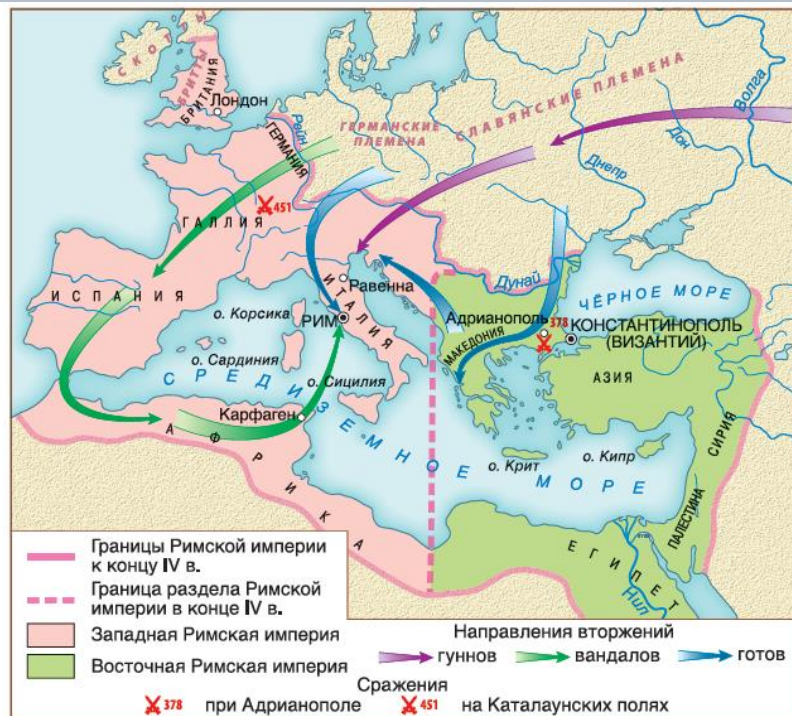 СКОТТЫ
БРИТТЫ
БРИТАНИЯ
Лондон
Рейн
ГЕРМАНИЯ
ГЕРМАНСКИЕ
ПЛЕМЕНА
СЛАВЯНСКИЕ ПЛЕМЕНА
Волга
Дон
Днепр
451
ГАЛЛИЯ
Дунай
ИСПАНИЯ
Равенна
ИТАЛИЯ
о. Корсика
РИМ
о. Сардиния
о. Сицилия
ЧЁРНОЕ МОРЕ
Адрианополь
378
КОНСТАНТИНОПОЛЬ
(ВИЗАНТИЙ)
МАКЕДОНИЯ
АЗИЯ
СИРИЯ
СРЕДИЗЕМНОЕ МОРЕ
Карфаген
АФРИКА
о. Крит
о. Кипр
ПАЛЕСТИНА
ЕГИПЕТ
Нил
Границы Римской империи
к концу IV в.
Граница раздела Римской
империи в конце IV в.
Западная Римская империя
Восточная Римская империя
Направления вторжений
гуннов
вандалов
готов
Сражения
378 при Адрианополе
451 на Каталаунских полях